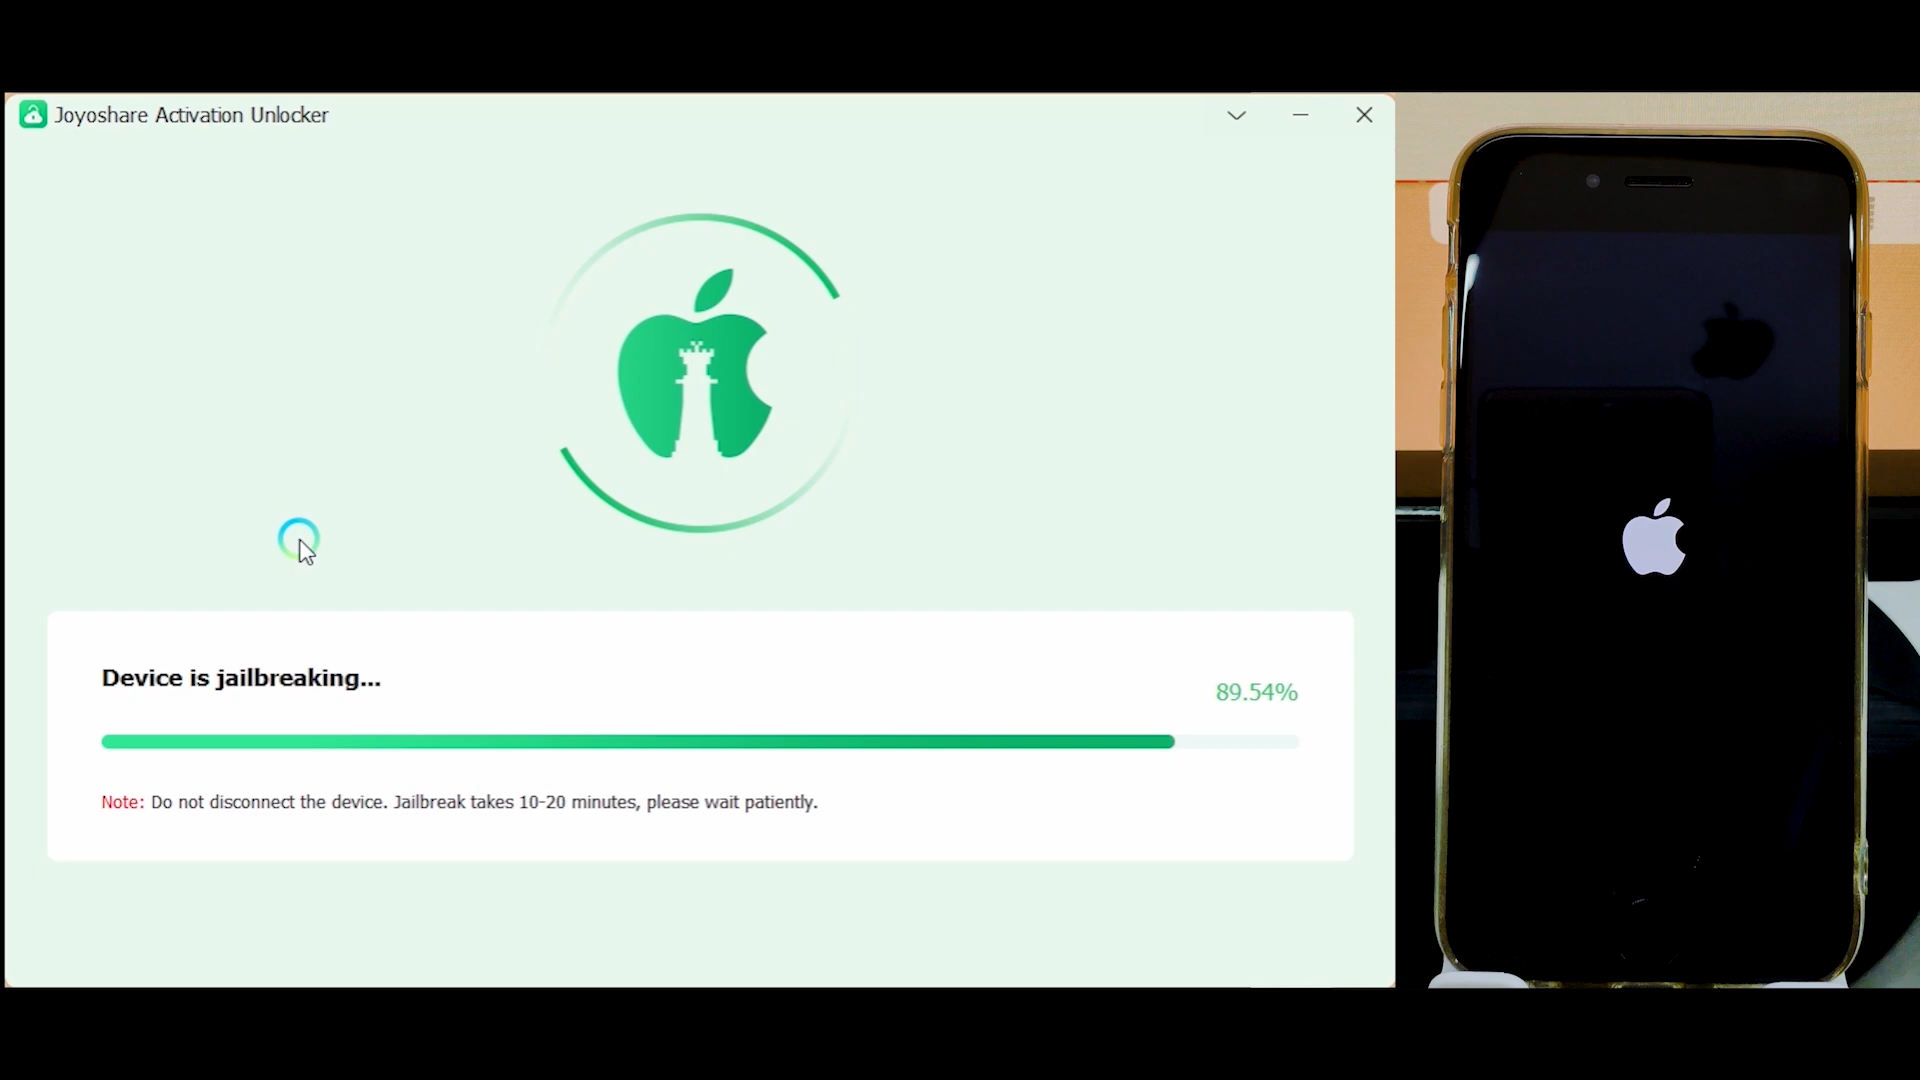 Joyoshare Activation Unlocker
Device is jailbreaking...
89.54%
Note: Do not disconnect the device. Jailbreak takes 10-20 minutes, please wait patiently.